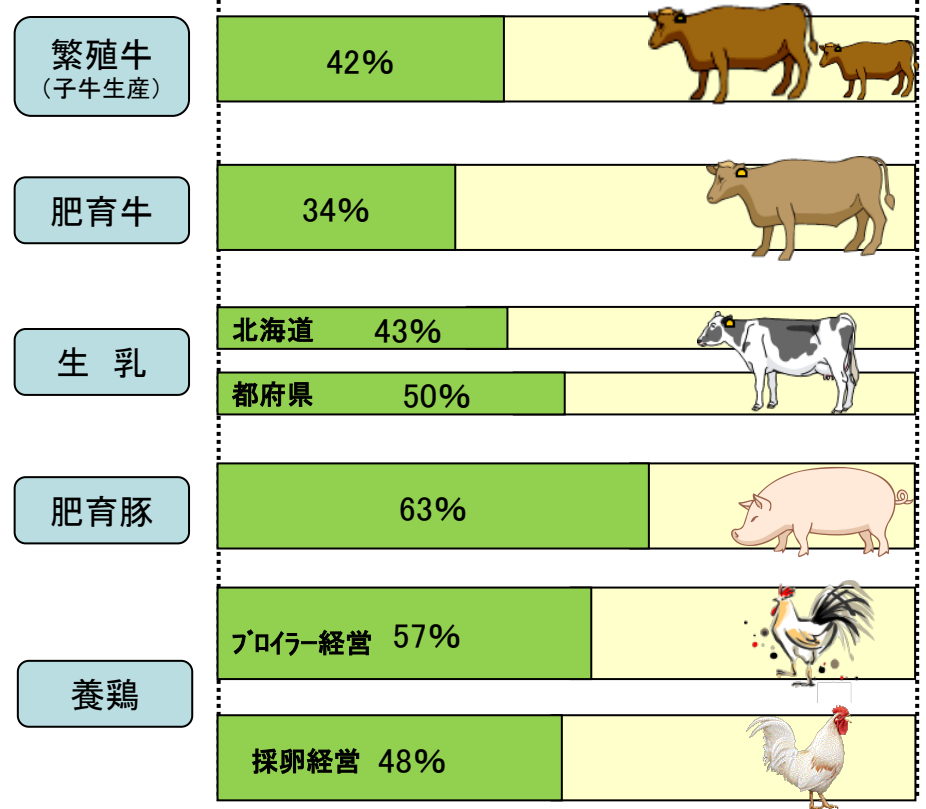 繁殖牛
（子牛生産）
42%
肥育牛
34%
生 乳
北海道 43%
都府県 50%
肥育豚
63%
養鶏
ﾌﾞﾛｲﾗｰ経営 57%
採卵経営 48%